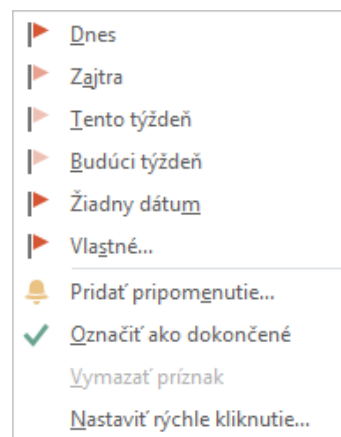 Dnes
Zajtra
Tento týždeň
Budúci týždeň
Žiadny dátum
Vlastné...
Pridať pripomenutie...
Označiť ako dokončené
Vymazať príznak
Nastaviť rýchle kliknutie...